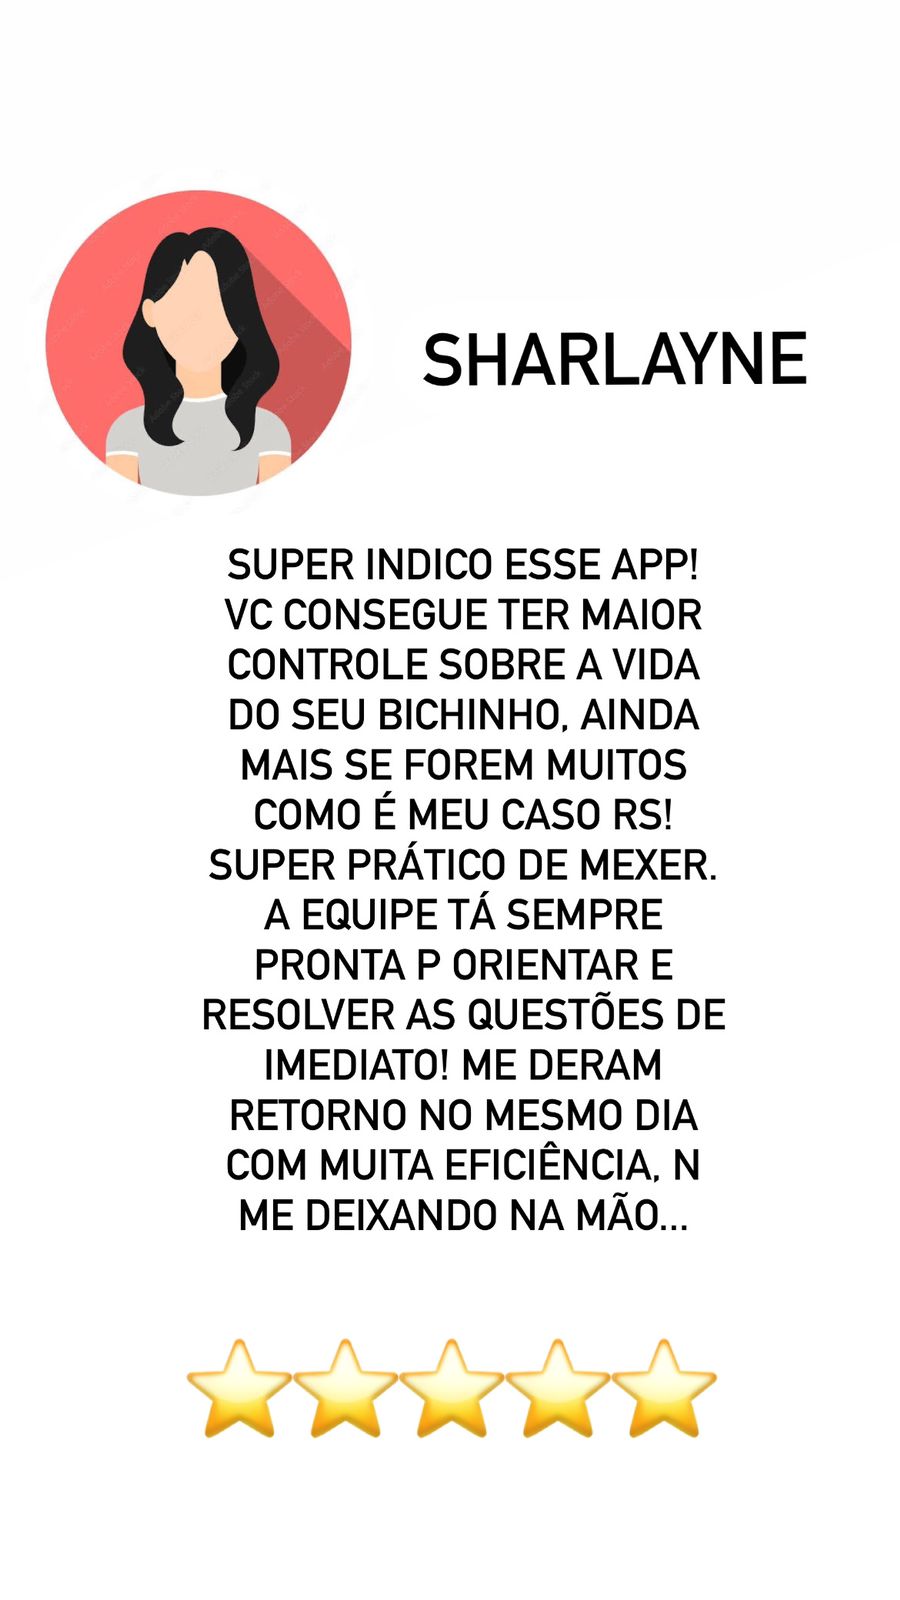 SHARLAYNE
SUPER INDICO ESSE APP!
VC CONSEGUE TER MAIOR
CONTROLE SOBRE A VIDA
DO SEU BICHINHO, AINDA
MAIS SE FOREM MUITOS
COMO É MEU CASO RS!
SUPER PRÁTICO DE MEXER.
A EQUIPE TÁ SEMPRE
PRONTA P ORIENTAR E
RESOLVER AS QUESTÕES DE
IMEDIATO! ME DERAM
RETORNO NO MESMO DIA
COM MUITA EFICIÊNCIA, N
ME DEIXANDO NA MÃO...